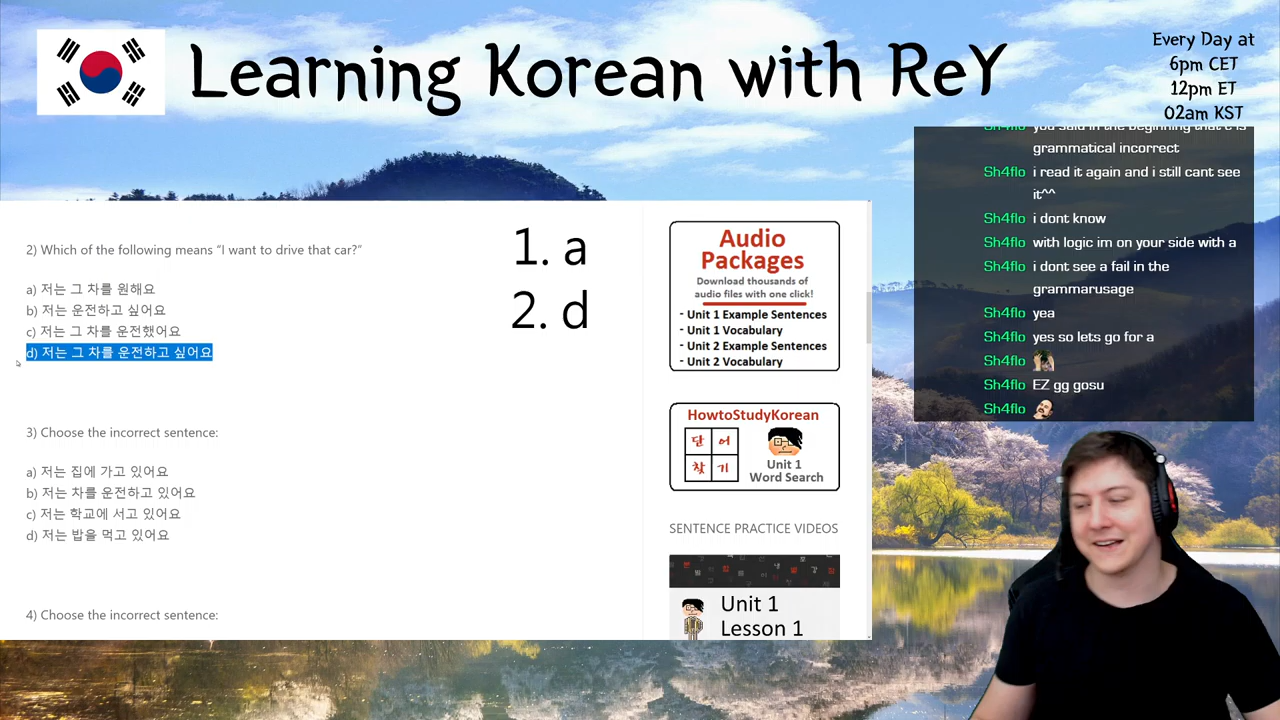 Learning Korean with ReY
Every Day at
6pm CET
12pm ET
02am KST
2) Which of the following means “I want to drive that car?”
a) 저는 그 차를 원해요
b) 저는 운전하고 싶어요
c) 저는 그 차를 운전했어요
d) 저는 그 차를 운전하고 싶어요
1. a
2. d
3) Choose the incorrect sentence:
a) 저는 집에 가고 있어요
b) 저는 차를 운전하고 있어요
c) 저는 학교에 서고 있어요
d) 저는 밥을 먹고 있어요
4) Choose the incorrect sentence:
Audio
Packages
Download thousands of
audio files with one click!
- Unit 1 Example Sentences
- Unit 1 Vocabulary
- Unit 2 Example Sentences
- Unit 2 Vocabulary
HowtoStudyKorean
단 어
찾 기
Unit 1
Word Search
SENTENCE PRACTICE VIDEOS
Unit 1
Lesson 1
Sh4flo you said in the beginning that c is
grammatical incorrect
Sh4flo i read it again and i still cant see
it^^
Sh4flo i dont know
Sh4flo with logic im on your side with a
Sh4flo i dont see a fail in the
grammarusage
Sh4flo yea
Sh4flo yes so lets go for a
Sh4flo
Sh4flo EZ gg gosu
Sh4flo